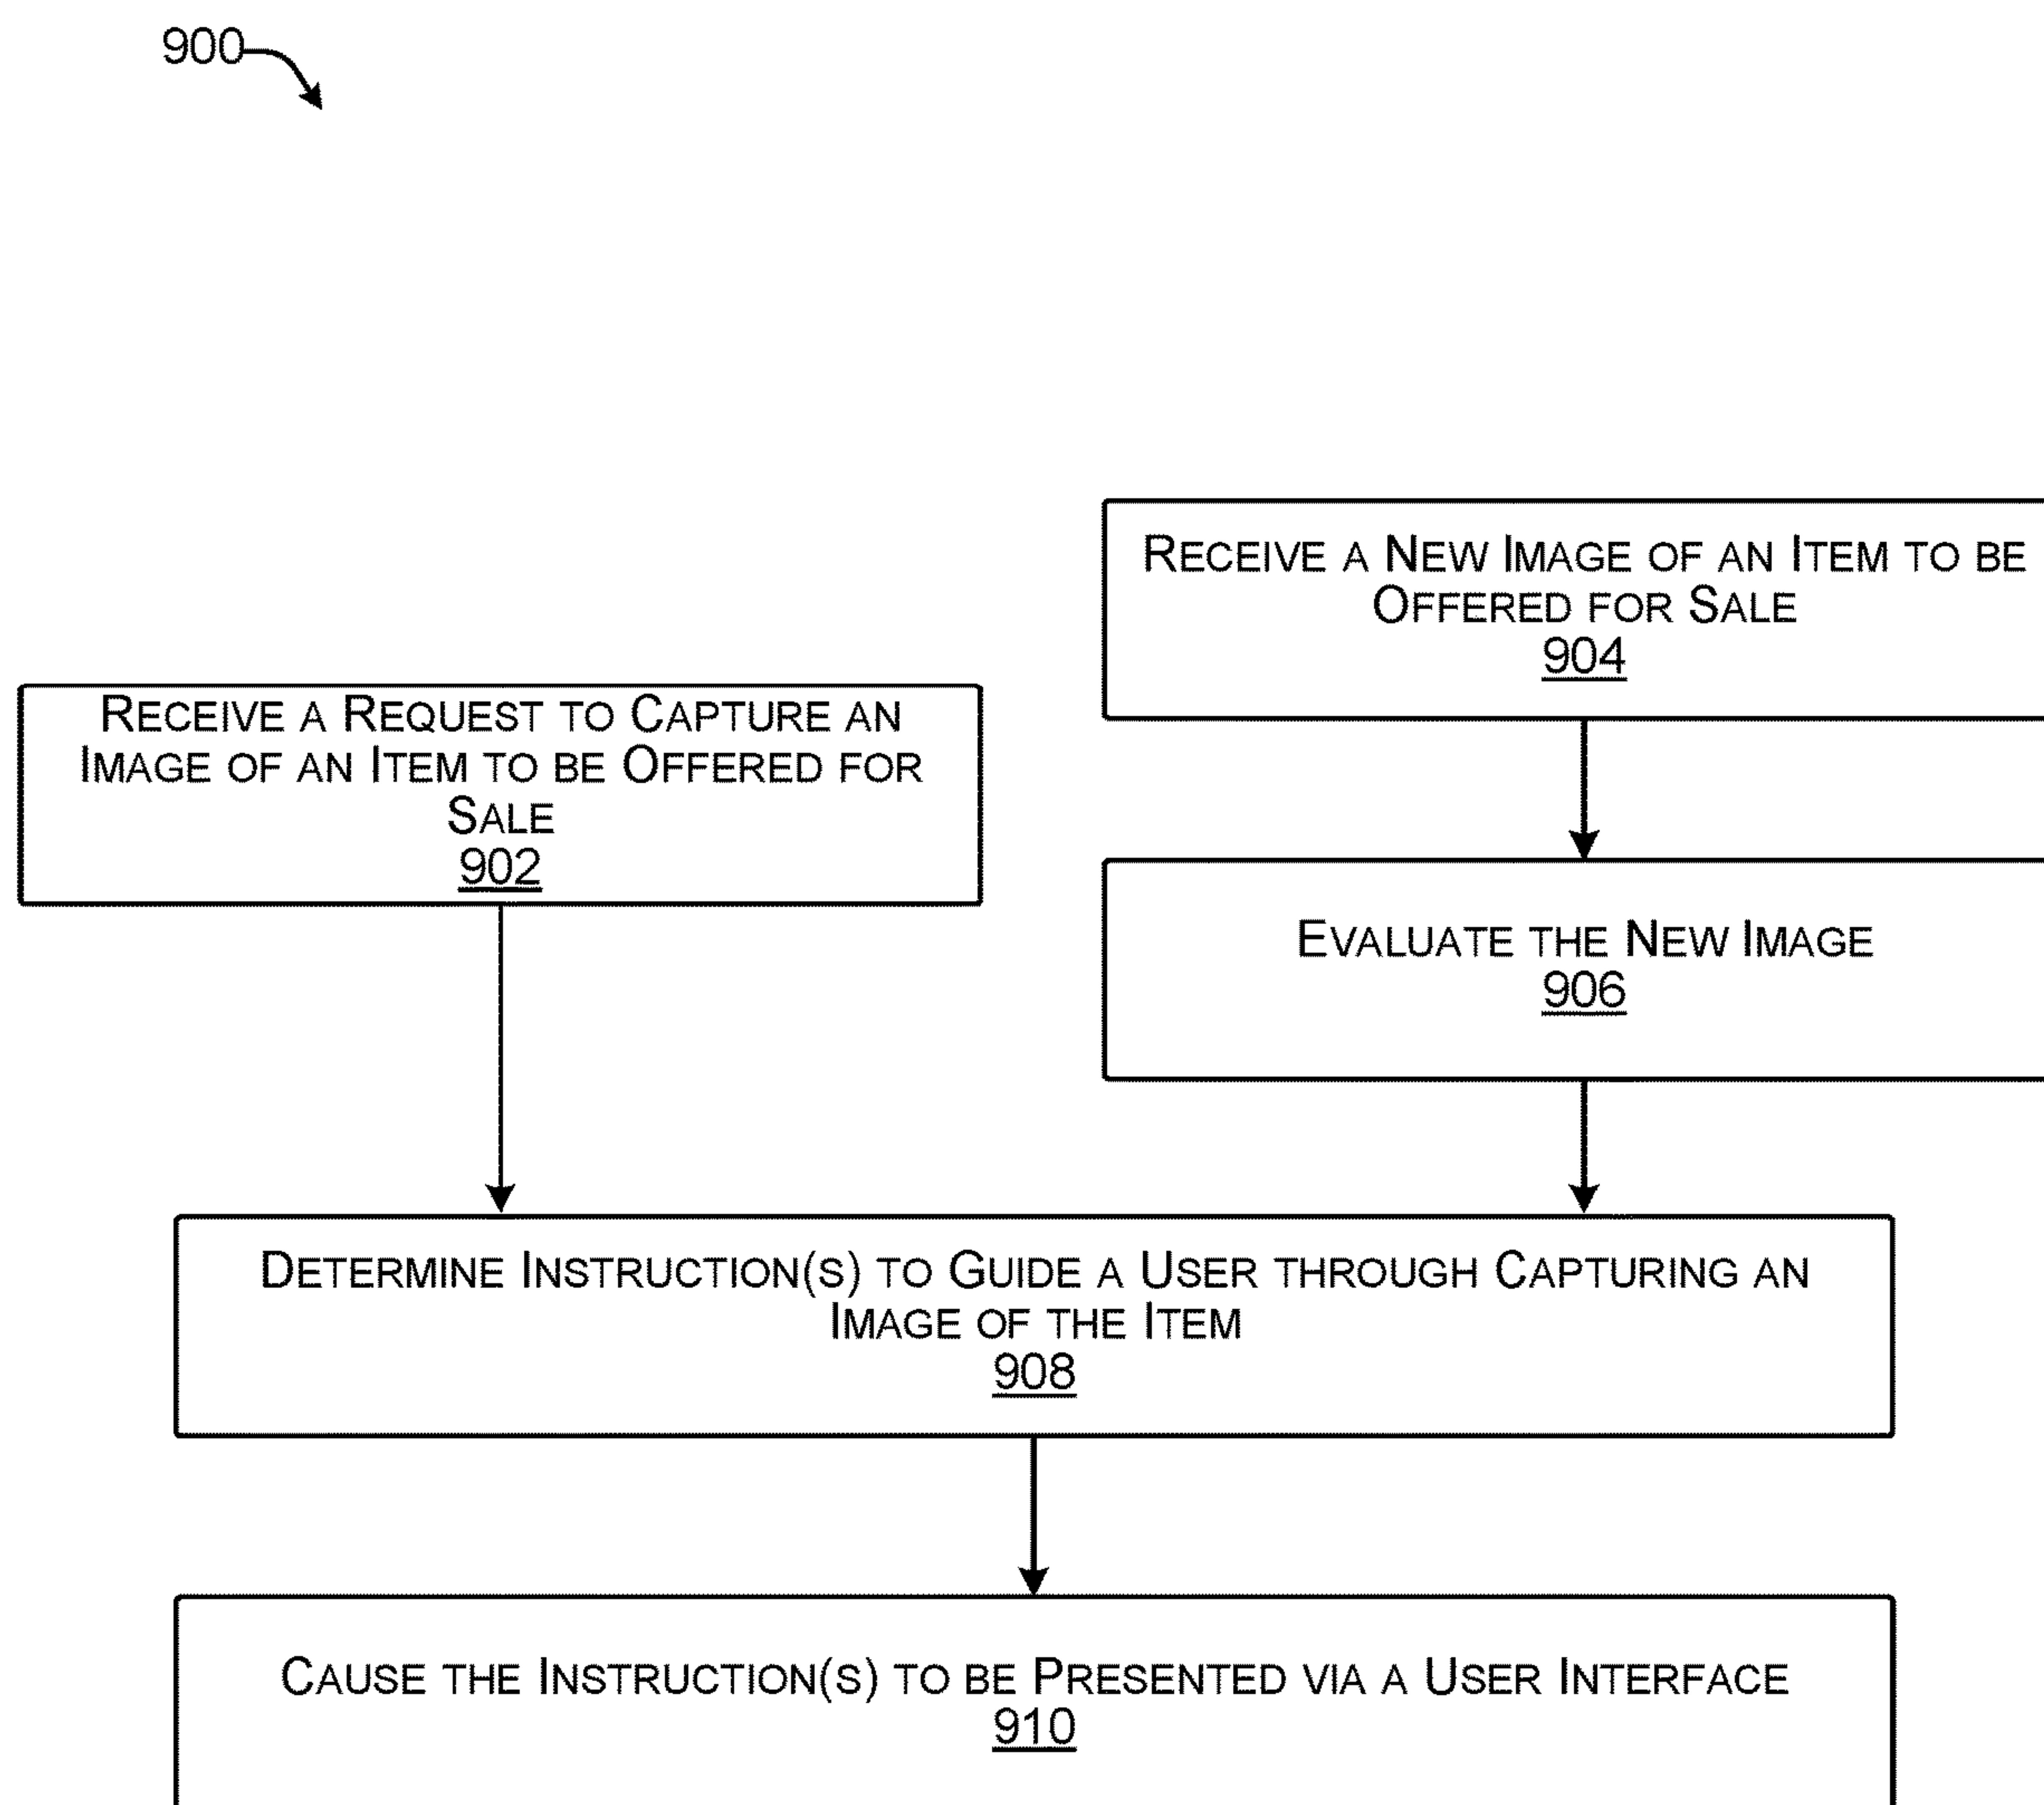 900
RECEIVE A NEW IMAGE OF AN ITEM TO BE
OFFERED FOR SALE
904
RECEIVE A REQUEST TO CAPTURE AN
IMAGE OF AN ITEM TO BE OFFERED FOR
SALE
902
EVALUATE THE NEW IMAGE
906
DETERMINE INSTRUCTION(S) TO GUIDE A USER THROUGH CAPTURING AN
IMAGE OF THE ITEM
908
CAUSE THE INSTRUCTION(S) TO BE PRESENTED VIA A USER INTERFACE
910